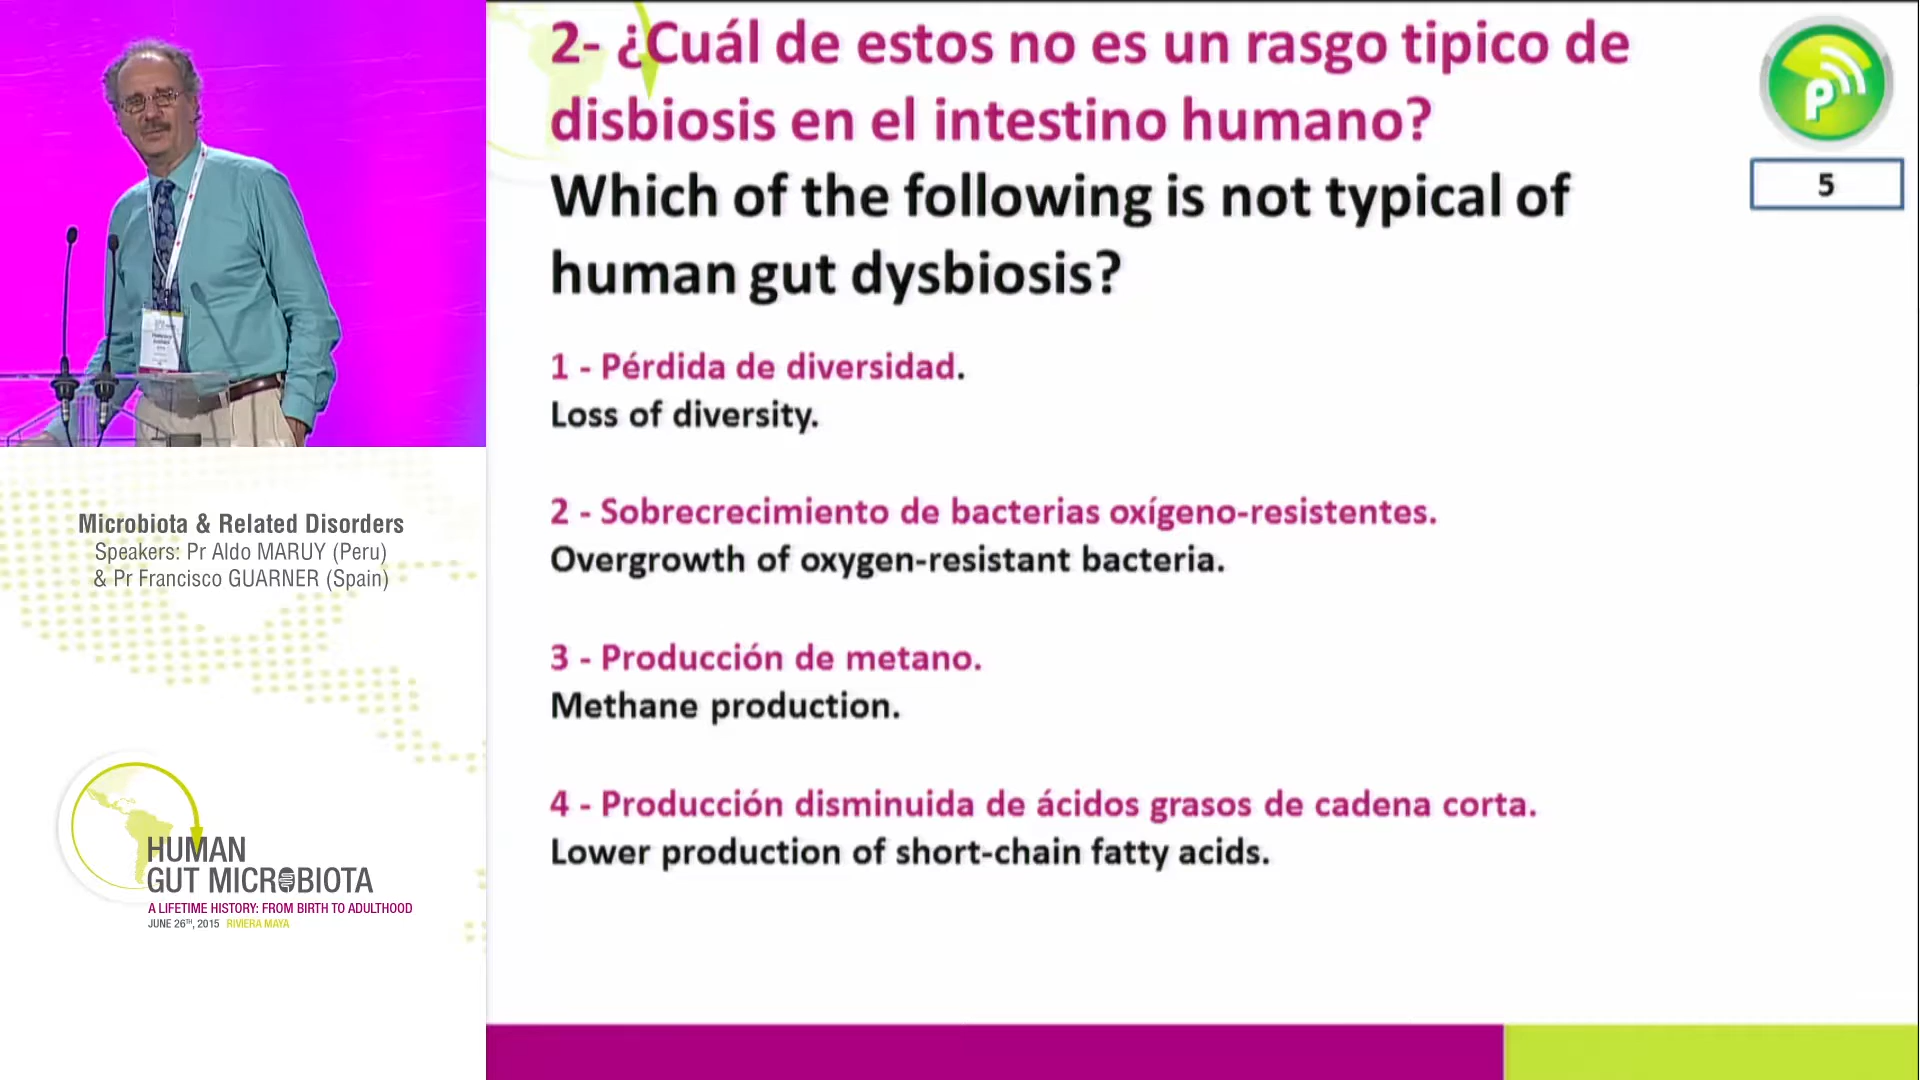 2- ¿Cuál de estos no es un rasgo tipico de
disbiosis en el intestino humano?
Which of the following is not typical of
human gut dysbiosis?
1 - Pérdida de diversidad.
Loss of diversity.
2 - Sobrecrecimiento de bacterias oxígeno-resistentes.
Overgrowth of oxygen-resistant bacteria.
3 - Producción de metano.
Methane production.
4 - Producción disminuida de ácidos grasos de cadena corta.
Lower production of short-chain fatty acids.
P
5
Microbiota & Related Disorders
Speakers: Pr Aldo MARUY (Peru)
& Pr Francisco GUARNER (Spain)
HUMAN
GUT MICROBIOTA
A LIFETIME HISTORY: FROM BIRTH TO ADULTHOOD
JUNE 26TH, 2015 RIVIERA MAYA